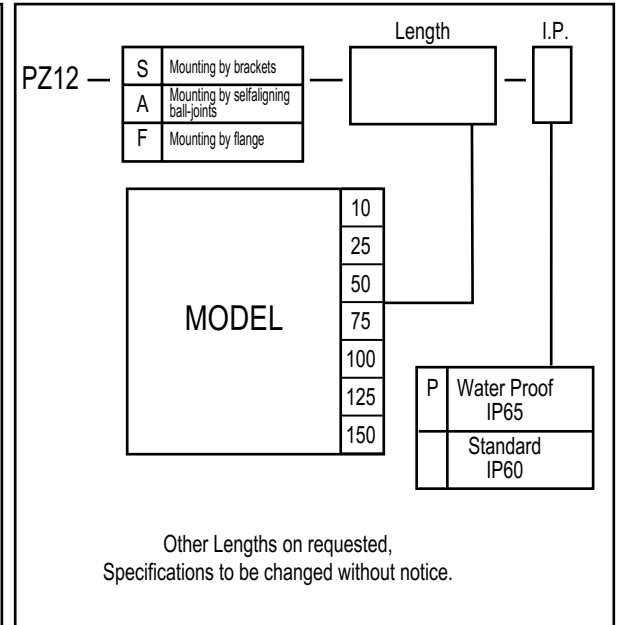 Length
I.P.
PZ12
S Mounting by brackets
A Mounting by selfaligning
ball-joints
F Mounting by flange
MODEL
10
25
50
75
100
125
150
P Water Proof
IP65
Standard
IP60
Other Lengths on requested,
Specifications to be changed without notice.